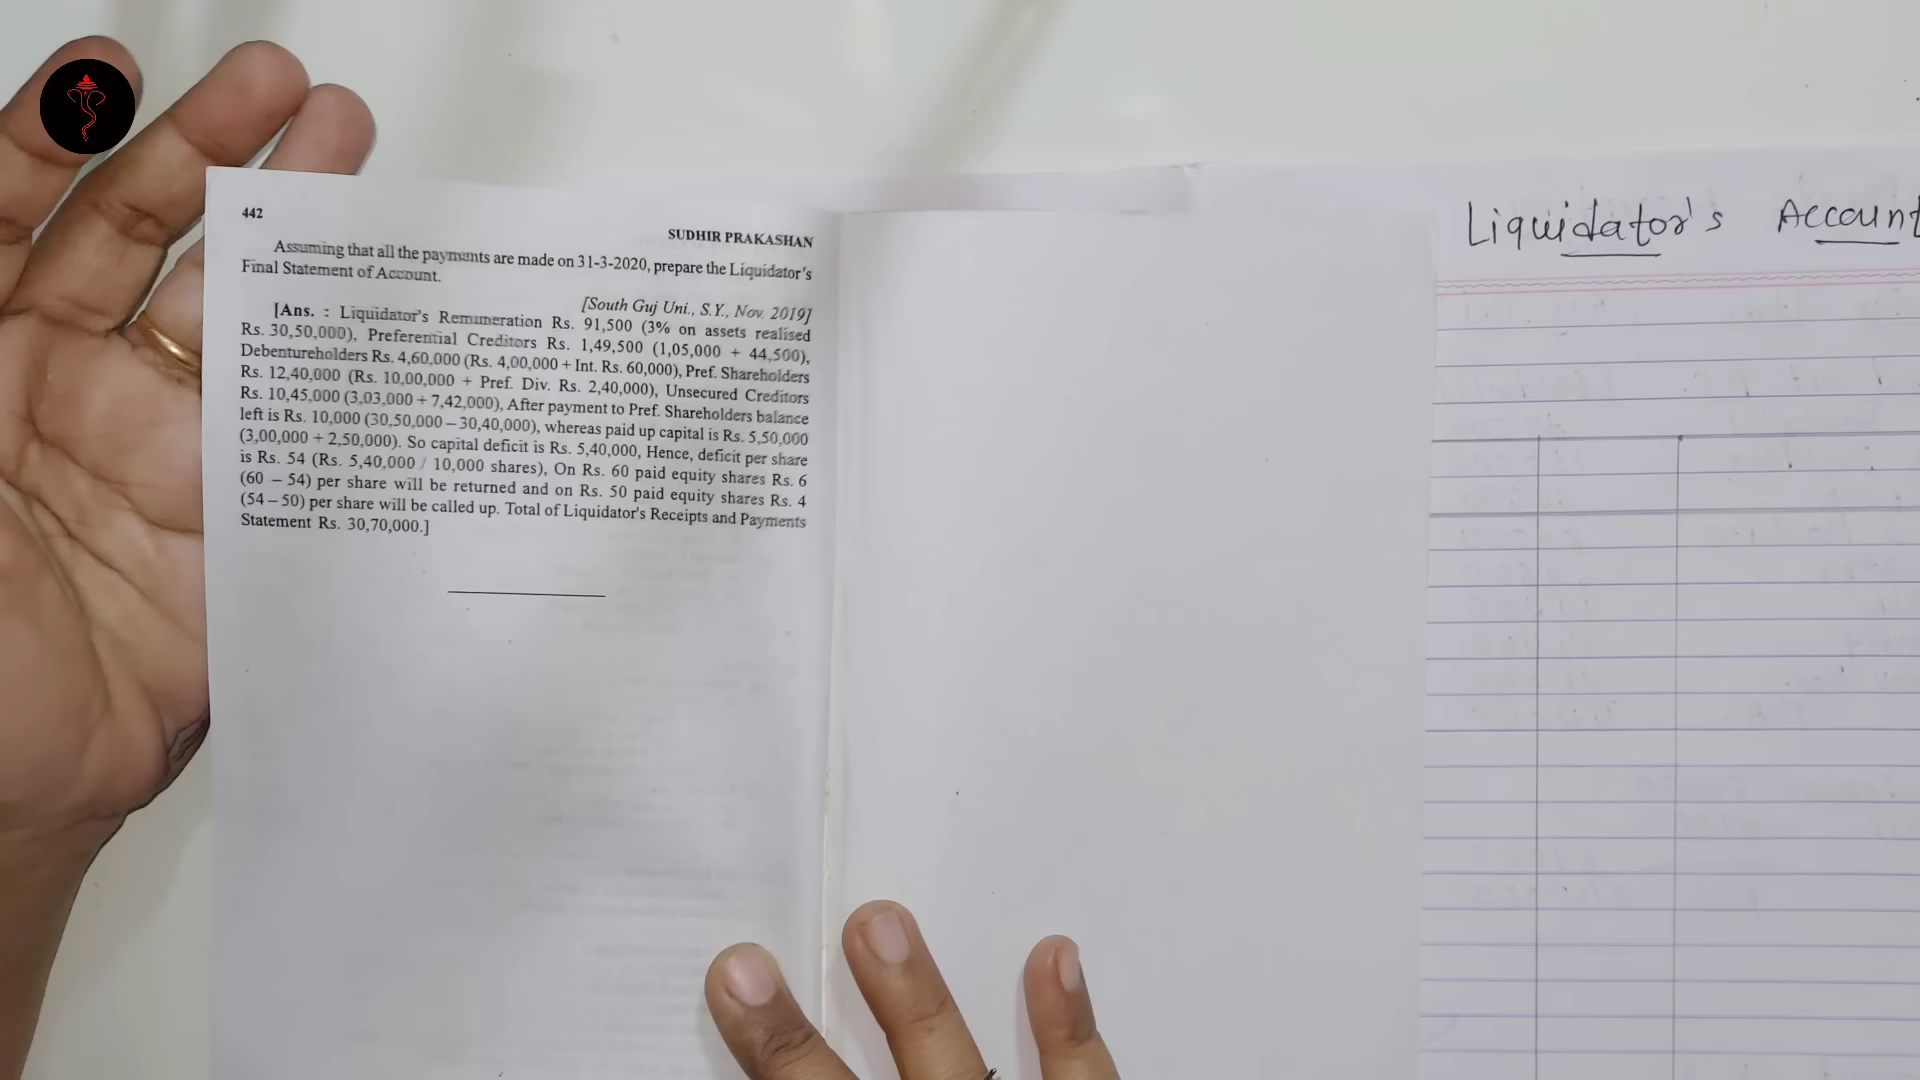 442
SUDHIR PRAKASHAN
Assuming that all the payments are made on 31-3-2020, prepare the Liquidator's
Final Statement of Account.
[South Guj Uni., S.Y., Nov. 2019]
[Ans. : Liquidator's Remuneration Rs. 91,500 (3% on assets realised
Rs. 30,50,000), Preferential Creditors Rs. 1,49,500 (1,05,000 + 44,500),
Debentureholders Rs. 4,60,000 (Rs. 4,00,000 + Int. Rs. 60,000), Pref. Shareholders
Rs. 12,40,000 (Rs. 10,00,000 + Pref. Div. Rs. 2,40,000), Unsecured Creditors
Rs. 10,45,000 (3,03,000 + 7,42,000), After payment to Pref. Shareholders balance
left is Rs. 10,000 (30,50,000 – 30,40,000), whereas paid up capital is Rs. 5,50,000
(3,00,000 + 2,50,000). So capital deficit is Rs. 5,40,000, Hence, deficit per share
is Rs. 54 (Rs. 5,40,000 / 10,000 shares), On Rs. 60 paid equity shares Rs. 6
(60 – 54) per share will be returned and on Rs. 50 paid equity shares Rs. 4
(54 – 50) per share will be called up. Total of Liquidator's Receipts and Payments
Statement Rs. 30,70,000.]
Liquidator's Account